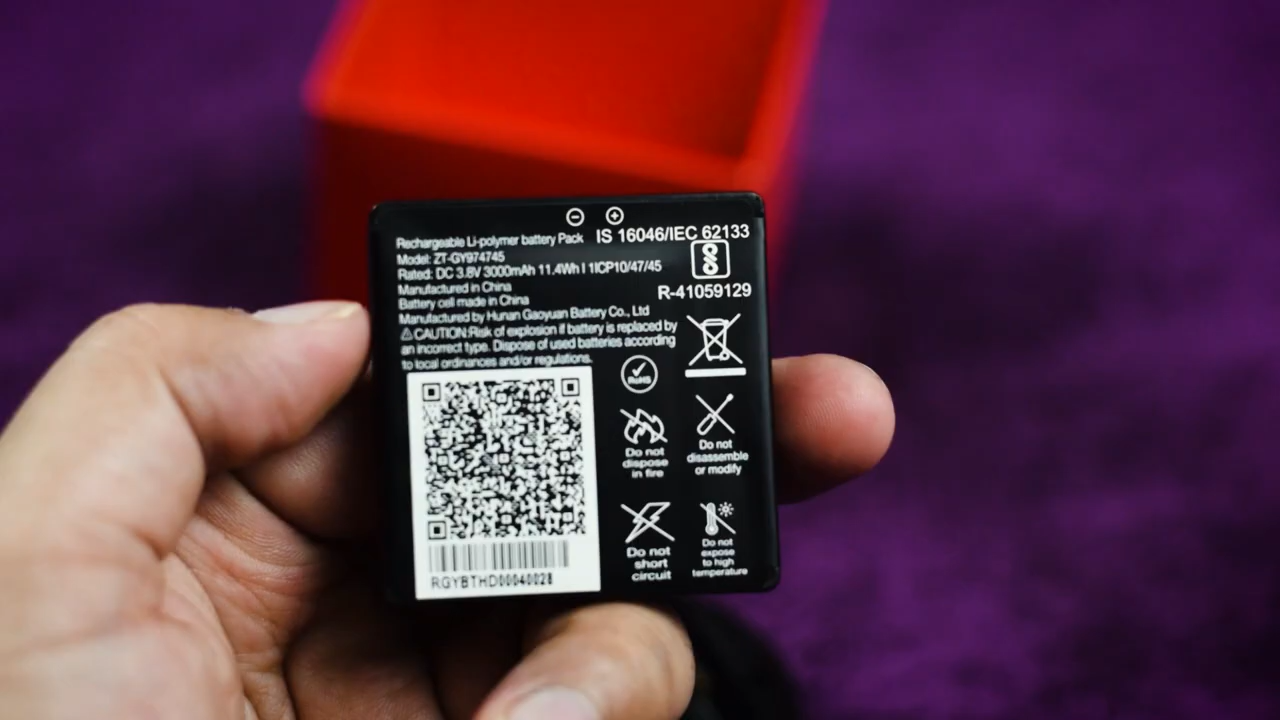 Rechargeable Li-polymer battery Pack
IS 16046/IEC 62133
Model: ZT-GY974745
Rated: DC 3.8V 3000mAh 11.4Wh I 1ICP10/47/45
R-41059129
Manufactured in China
Battery cell made in China
Manufactured by Hunan Gaoyuan Battery Co., Ltd
CAUTION:Risk of explosion if battery is replaced by
an incorrect type. Dispose of used batteries according
to local ordinances and/or regulations.
RoHS
Do not
dispose
in fire
Do not
disassemble
or modify
Do not
short
circuit
Do not
expose
to high
temperature
RGYBTHD00040028